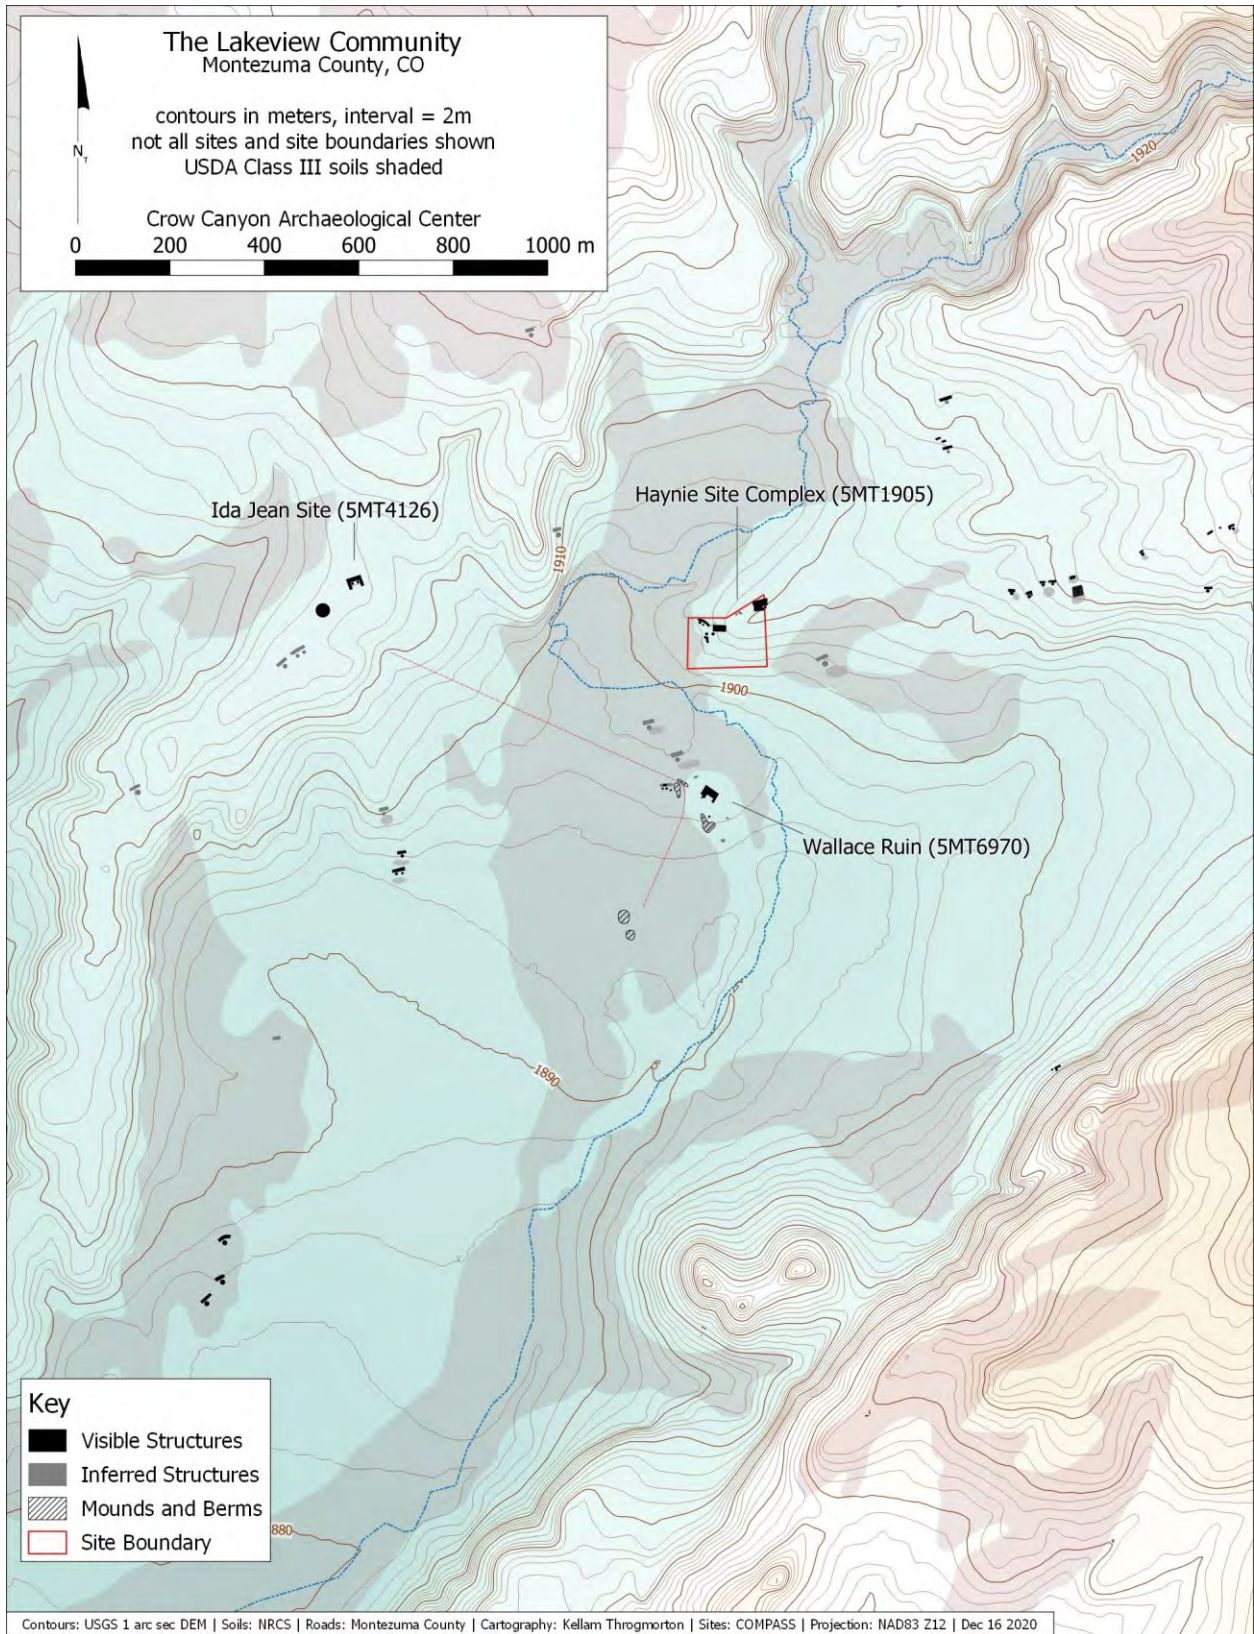 The Lakeview Community
Montezuma County, CO
contours in meters, interval = 2m
not all sites and site boundaries shown
USDA Class III soils shaded
N
T
Crow Canyon Archaeological Center
0 200 400 600 800 1000 m
1920
Ida Jean Site (5MT4126)
Haynie Site Complex (5MT1905)
1910
1900
Wallace Ruin (5MT6970)
1890
Key
Visible Structures
Inferred Structures
Mounds and Berms
Site Boundary
880
Contours: USGS 1 arc sec DEM | Soils: NRCS | Roads: Montezuma County | Cartography: Kellam Throgmorton | Sites: COMPASS | Projection: NAD83 Z12 | Dec 16 2020